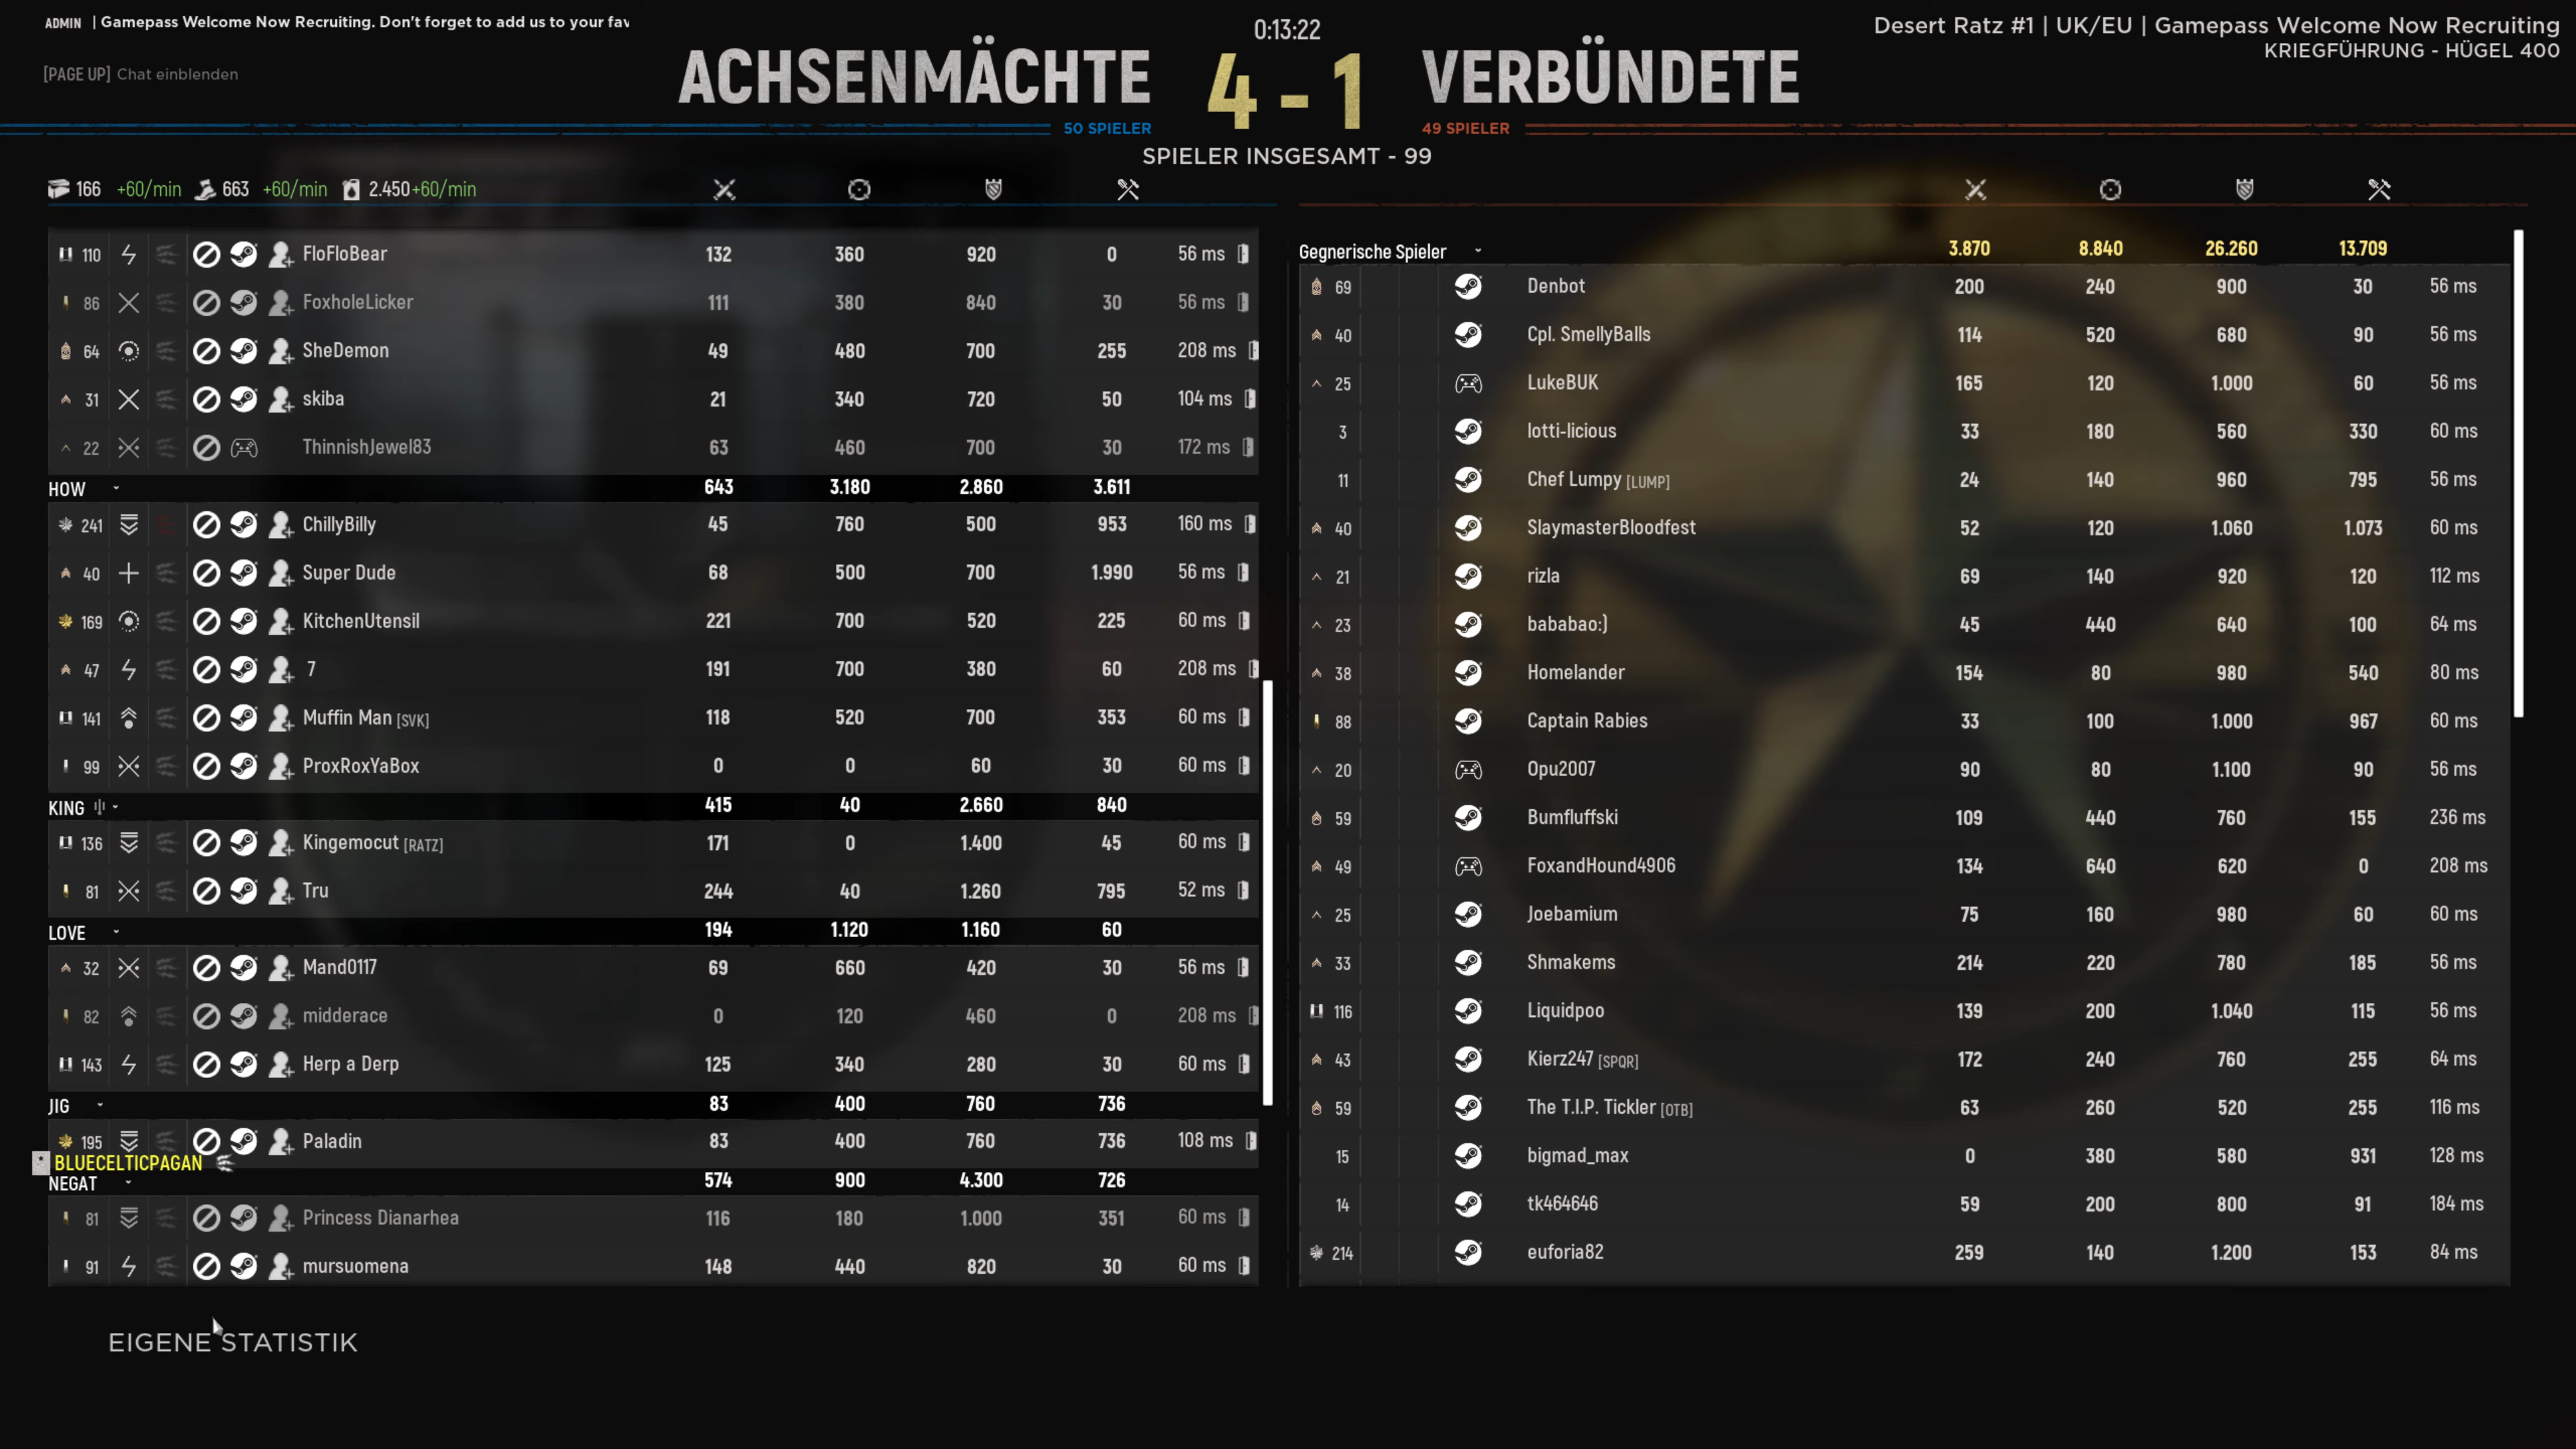 ADMIN | Gamepass Welcome Now Recruiting. Don't forget to add us to your fav
[PAGE UP] Chat einblenden
0:13:22
ACHSENMÄCHTE 4 - 1 VERBÜNDETE
50 SPIELER 49 SPIELER
SPIELER INSGESAMT - 99
Desert Ratz #1 | UK/EU | Gamepass Welcome Now Recruiting
KRIEGFÜHRUNG - HÜGEL 400
166 +60/min 663 +60/min 2.450 +60/min
110 FloFloBear 132 360 920 0 56 ms
86 FoxholeLicker 111 380 840 30 56 ms
64 SheDemon 49 480 700 255 208 ms
31 skiba 21 340 720 50 104 ms
22 ThinnishJewel83 63 460 700 30 172 ms
HOW 643 3.180 2.860 3.611
241 ChillyBilly 45 760 500 953 160 ms
40 Super Dude 68 500 700 1.990 56 ms
169 KitchenUtensil 221 700 520 225 60 ms
47 7 191 700 380 60 208 ms
141 Muffin Man [SVK] 118 520 700 353 60 ms
99 ProxRoxYaBox 0 0 60 30 60 ms
KING 415 40 2.660 840
136 Kingemocut [RATZ] 171 0 1.400 45 60 ms
81 Tru 244 40 1.260 795 52 ms
LOVE 194 1.120 1.160 60
32 Mand0117 69 660 420 30 56 ms
82 midderace 0 120 460 0 208 ms
143 Herp a Derp 125 340 280 30 60 ms
JIG 83 400 760 736
195 Paladin 83 400 760 736 108 ms
BLUECELTICPAGAN
NEGAT 574 900 4.300 726
81 Princess Dianarhea 116 180 1.000 351 60 ms
91 mursuomena 148 440 820 30 60 ms
EIGENE STATISTIK
Gegnerische Spieler 3.870 8.840 26.260 13.709
69 Denbot 200 240 900 30 56 ms
40 Cpl. SmellyBalls 114 520 680 90 56 ms
25 LukeBUK 165 120 1.000 60 56 ms
3 lotti-licious 33 180 560 330 60 ms
11 Chef Lumpy [LUMP] 24 140 960 795 56 ms
40 SlaymasterBloodfest 52 120 1.060 1.073 60 ms
21 rizla 69 140 920 120 112 ms
23 bababao:) 45 440 640 100 64 ms
38 Homelander 154 80 980 540 80 ms
88 Captain Rabies 33 100 1.000 967 60 ms
20 Opu2007 90 80 1.100 90 56 ms
59 Bumfluffski 109 440 760 155 236 ms
49 FoxandHound4906 134 640 620 0 208 ms
25 Joebamium 75 160 980 60 60 ms
33 Shmakems 214 220 780 185 56 ms
116 Liquidpoo 139 200 1.040 115 56 ms
43 Kierz247 [SPQR] 172 240 760 255 64 ms
59 The T.I.P. Tickler [OTB] 63 260 520 255 116 ms
15 bigmad_max 0 380 580 931 128 ms
14 tk464646 59 200 800 91 184 ms
214 euforia82 259 140 1.200 153 84 ms